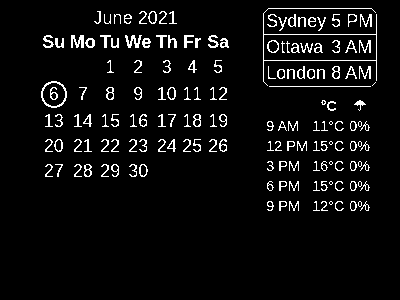 June 2021
Su Mo Tu We Th Fr Sa
1 2 3 4 5
6 7 8 9 10 11 12
13 14 15 16 17 18 19
20 21 22 23 24 25 26
27 28 29 30
Sydney 5 PM
Ottawa 3 AM
London 8 AM
°C ☂
9 AM 11°C 0%
12 PM 15°C 0%
3 PM 16°C 0%
6 PM 15°C 0%
9 PM 12°C 0%